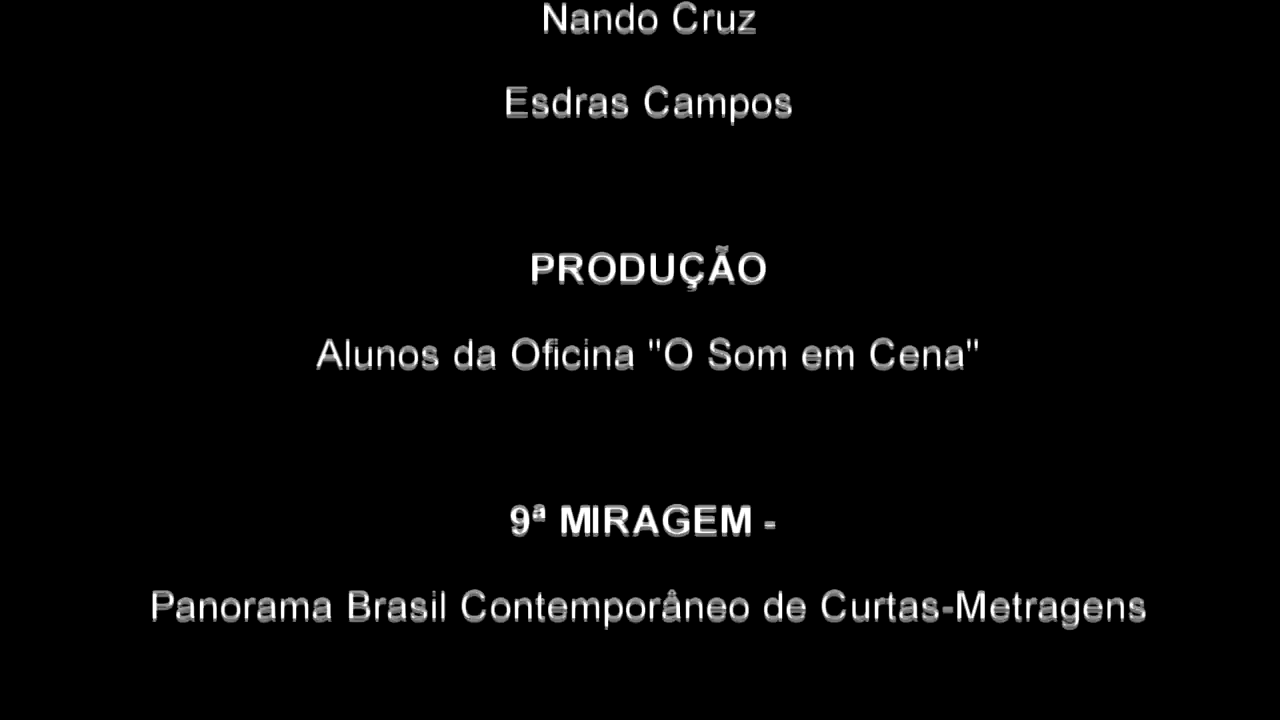 Nando Cruz
Esdras Campos
PRODUÇÃO
Alunos da Oficina "O Som em Cena"
9ª MIRAGEM -
Panorama Brasil Contemporâneo de Curtas-Metragens